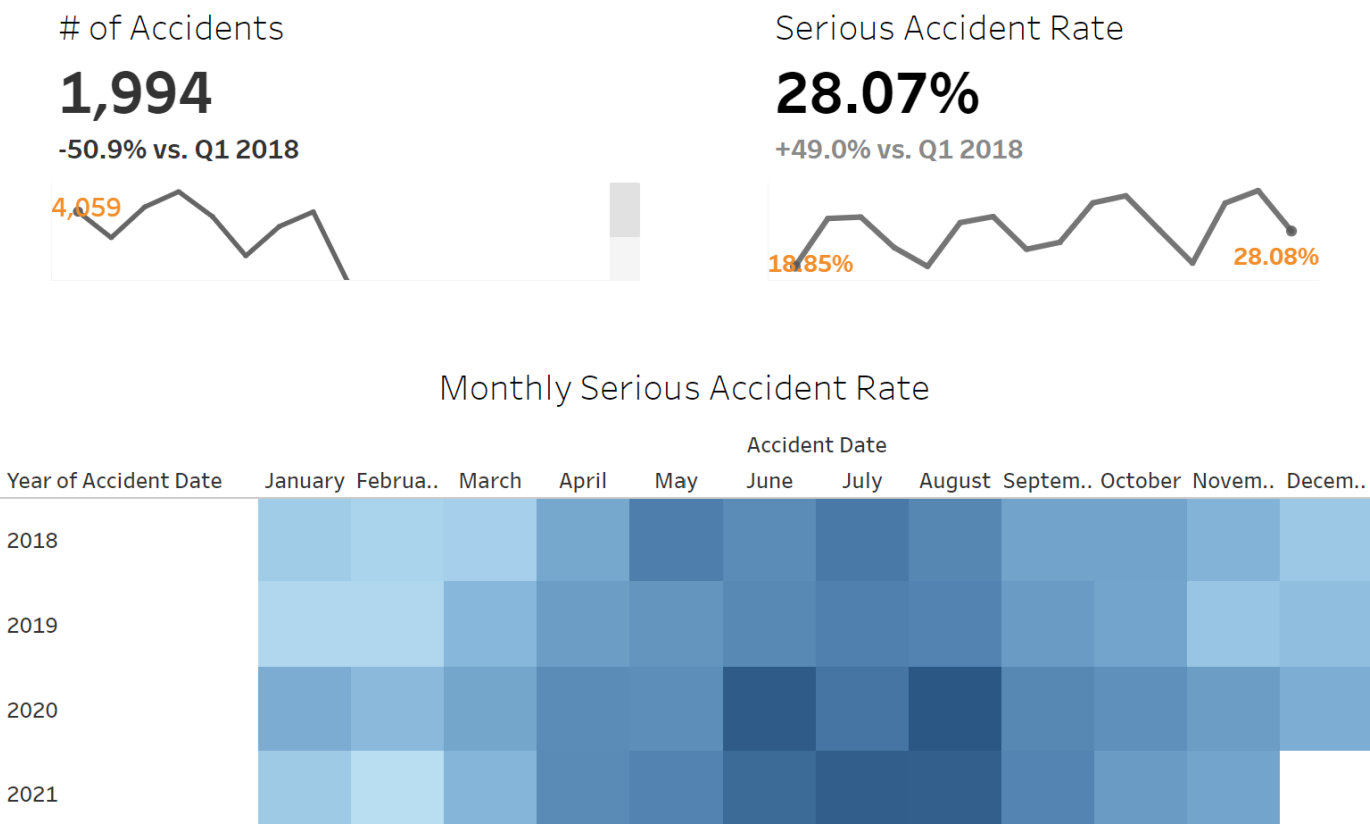 # of Accidents
1,994
-50.9% vs. Q1 2018
4,059
Serious Accident Rate
28.07%
+49.0% vs. Q1 2018
18.85%
28.08%
Monthly Serious Accident Rate
Accident Date
Year of Accident Date January Februa.. March April May June July August Septem.. October Novem.. Decem..
2018
2019
2020
2021